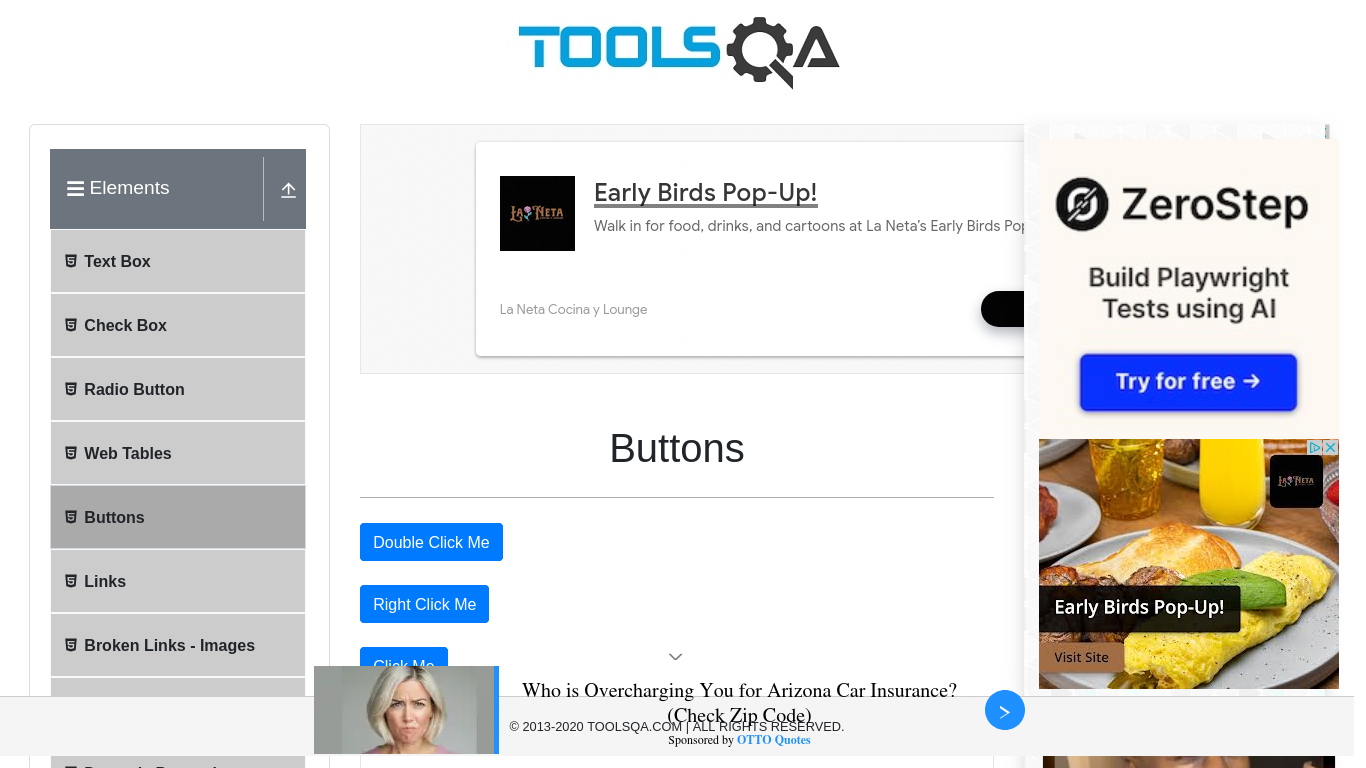 TOOLSQA
Elements
Text Box
Check Box
Radio Button
Web Tables
Buttons
Links
Broken Links - Images
LA NETA
Early Birds Pop-Up!
Walk in for food, drinks, and cartoons at La Neta's Early Birds Pop
La Neta Cocina y Lounge
Buttons
Double Click Me
Right Click Me
Click Me
ZeroStep
Build Playwright
Tests using AI
Try for free →
LA NETA
Early Birds Pop-Up!
Visit Site
Who is Overcharging You for Arizona Car Insurance?
(Check Zip Code)
© 2013-2020 TOOLSQA.COM | ALL RIGHTS RESERVED.
Sponsored by OTTO Quotes